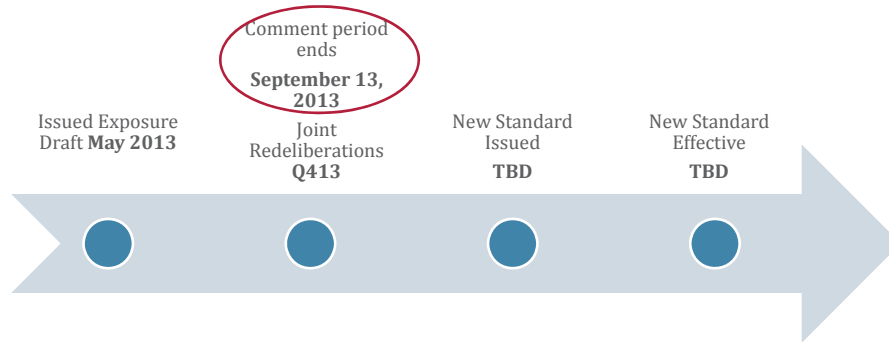 Issued Exposure
Draft May 2013
Comment period
ends
September 13,
2013
Joint
Redeliberations
Q413
New Standard
Issued
TBD
New Standard
Effective
TBD